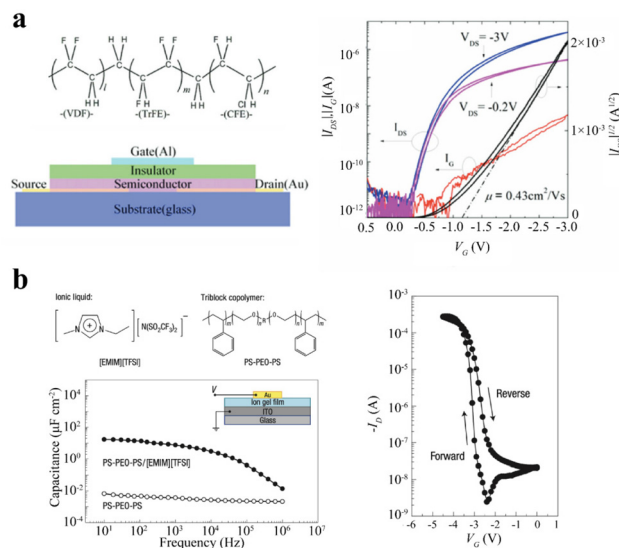 a
F F H H F F H F F
H H F H H H Cl H
l m n
-(VDF)- -(TrFE)- -(CFE)-
Gate(Al)
Insulator
Source Semiconductor Drain(Au)
Substrate(glass)
|I_DS|,|I_G|(A)
10⁻⁶
10⁻⁸
10⁻¹⁰
10⁻¹²
V_DS = -3V
V_DS = -0.2V
I_DS
I_G
μ = 0.43cm²/Vs
2×10⁻³
1×10⁻³
0
0.5 0.0 -0.5 -1.0 -1.5 -2.0 -2.5 -3.0
V_G (V)
b
Ionic liquid:
[N(SO₂CF₃)₂]⁻
[EMIM][TFSI]
Triblock copolymer:
PS-PEO-PS
Capacitance (μF cm⁻²)
10⁴
10²
10⁰
10⁻²
10⁻⁴
V
Au
Ion gel film
ITO
Glass
PS-PEO-PS/[EMIM][TFSI]
PS-PEO-PS
10¹ 10² 10³ 10⁴ 10⁵ 10⁶ 10⁷
Frequency (Hz)
-I_D (A)
10⁻³
10⁻⁴
10⁻⁵
10⁻⁶
10⁻⁷
10⁻⁸
10⁻⁹
Reverse
Forward
-6 -5 -4 -3 -2 -1 0 1
V_G (V)